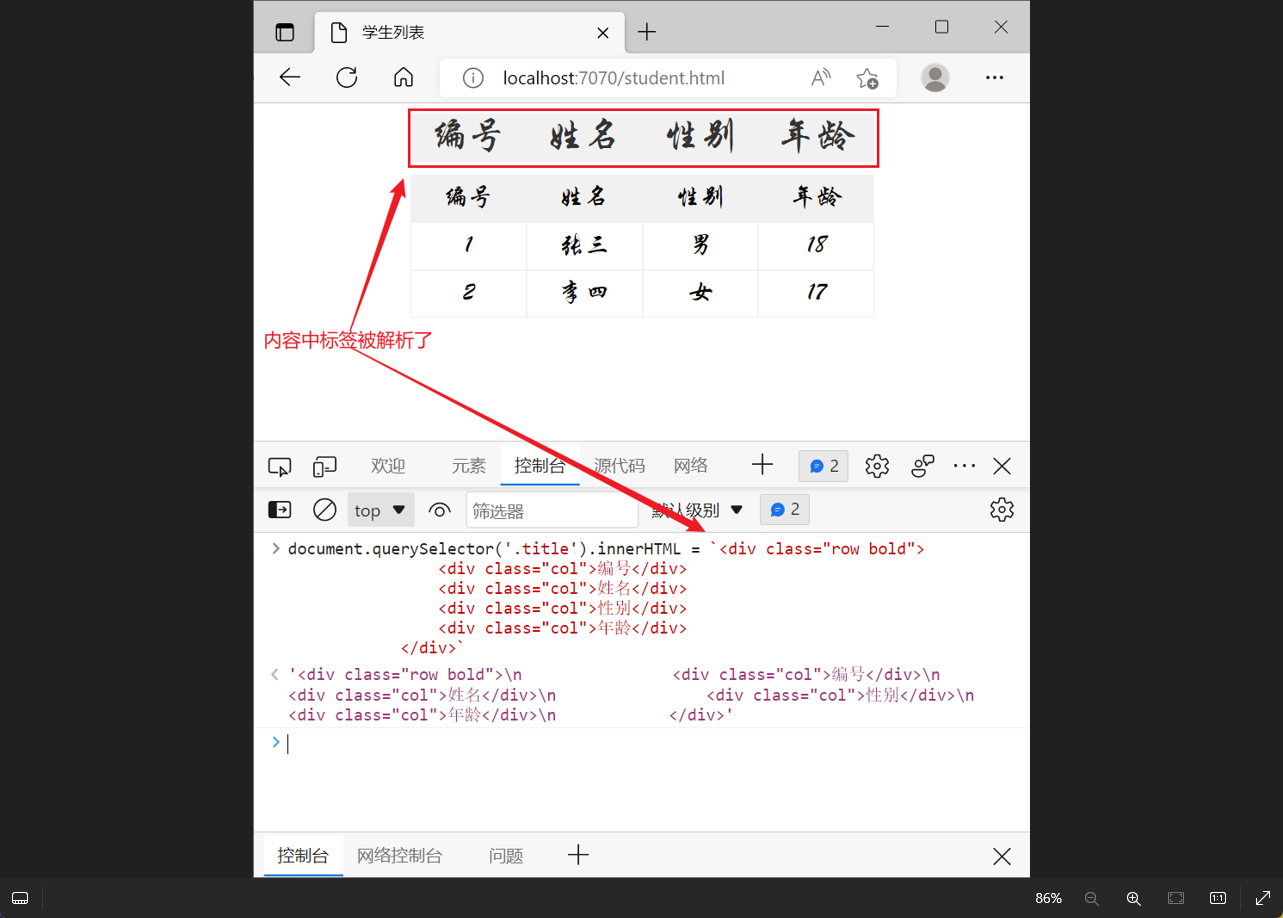 学生列表
localhost:7070/student.html
编号 姓名 性别 年龄
编号 姓名 性别 年龄
1 张三 男 18
2 李四 女 17
内容中标签被解析了
欢迎 元素 控制台 源代码 网络 2
top 筛选器 默认级别 2
document.querySelector('.title').innerHTML = `<div class="row bold">
<div class="col">编号</div>
<div class="col">姓名</div>
<div class="col">性别</div>
<div class="col">年龄</div>
</div>`
'<div class="row bold">\n <div class="col">编号</div>\n
<div class="col">姓名</div>\n <div class="col">性别</div>\n
<div class="col">年龄</div>\n </div>'
控制台 网络控制台 问题
86%